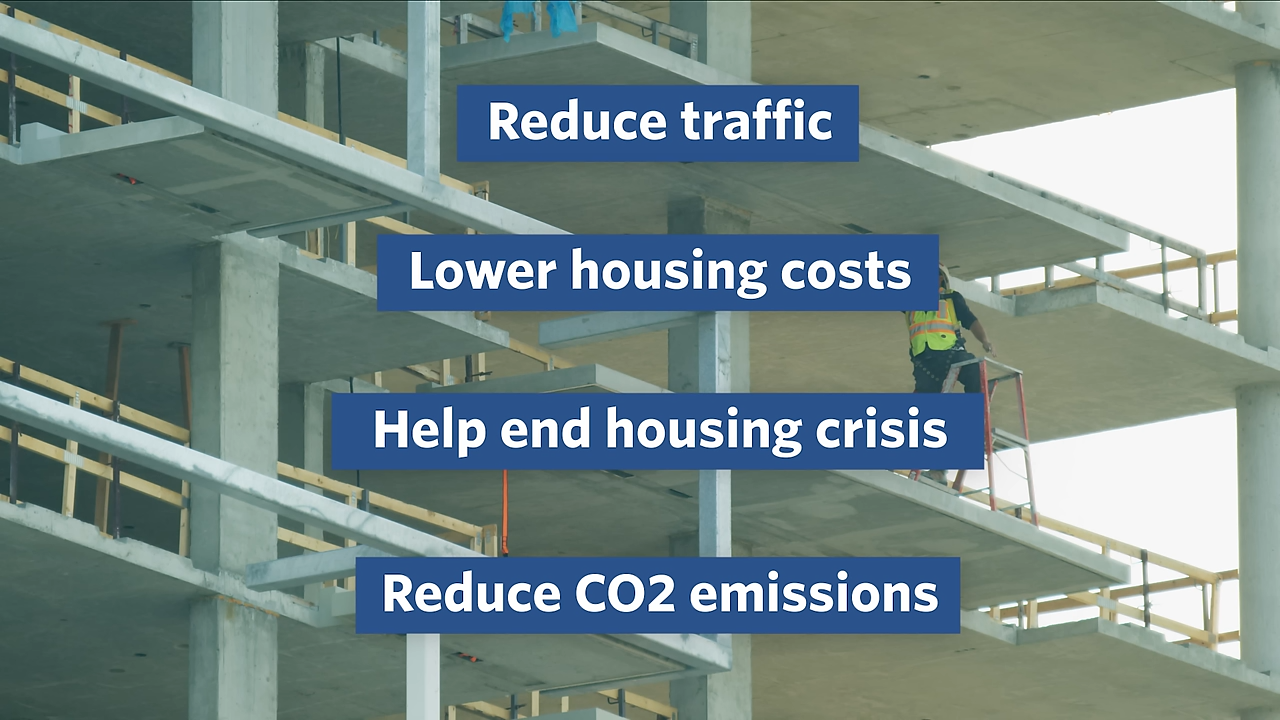 Reduce traffic
Lower housing costs
Help end housing crisis
Reduce CO2 emissions